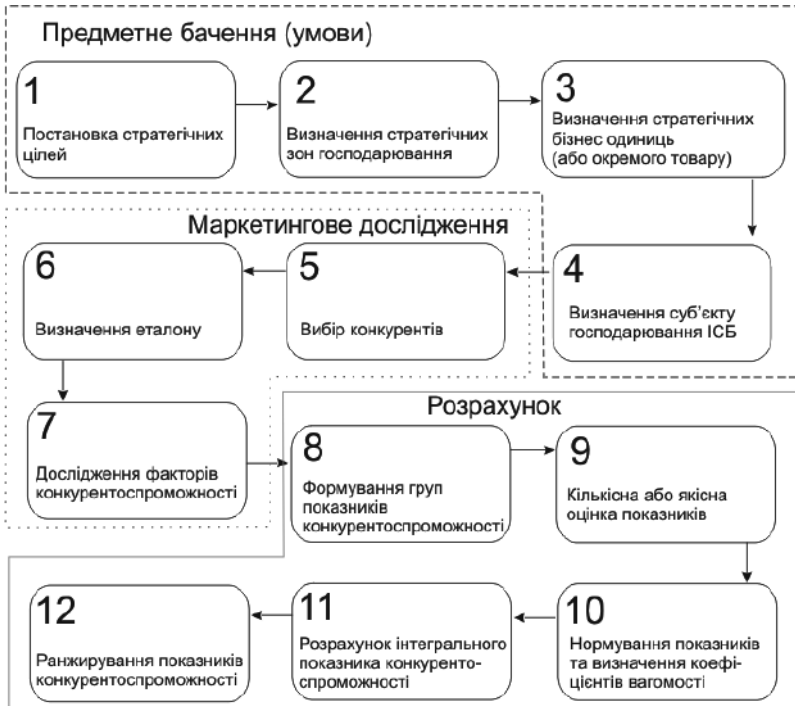 Предметне бачення (умови)
1
Постановка стратегічних
цілей
2
Визначення стратегічних
зон господарювання
3
Визначення стратегічних
бізнес одиниць
(або окремого товару)
4
Визначення суб'єкту
господарювання ІСБ
Маркетингове дослідження
5
Вибір конкурентів
6
Визначення еталону
7
Дослідження факторів
конкурентоспроможності
Розрахунок
8
Формування груп
показників
конкурентоспроможності
9
Кількісна або якісна
оцінка показників
10
Нормування показників
та визначення коефі-
цієнтів вагомості
11
Розрахунок інтегрального
показника конкуренто-
спроможності
12
Ранжирування показників
конкурентоспроможності